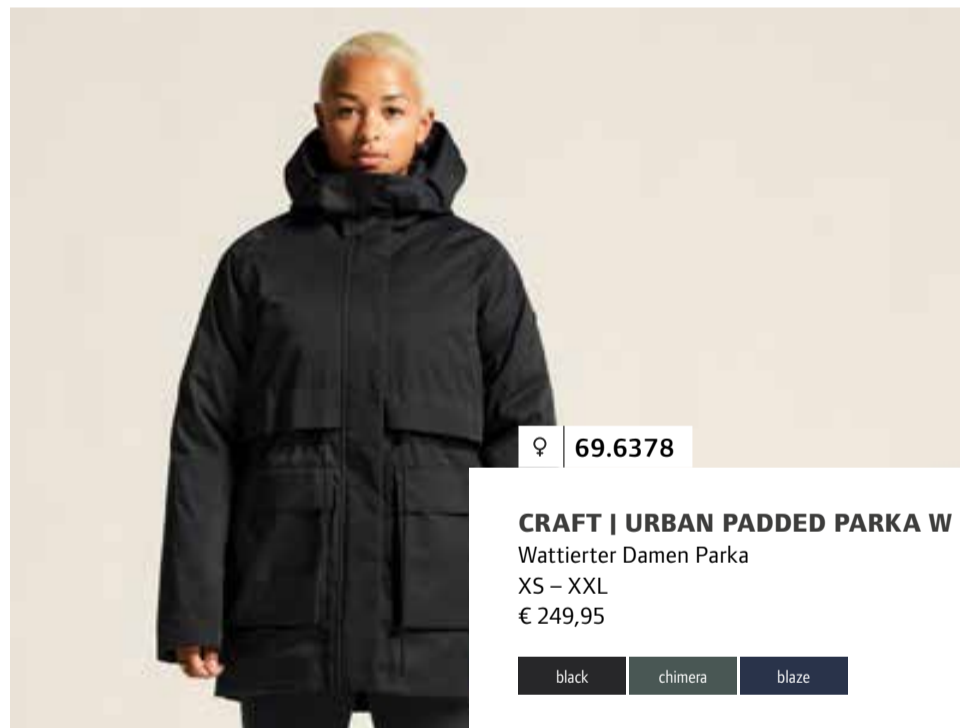 ♀ 69.6378
CRAFT | URBAN PADDED PARKA W
Wattierter Damen Parka
XS – XXL
€ 249,95
black chimera blaze